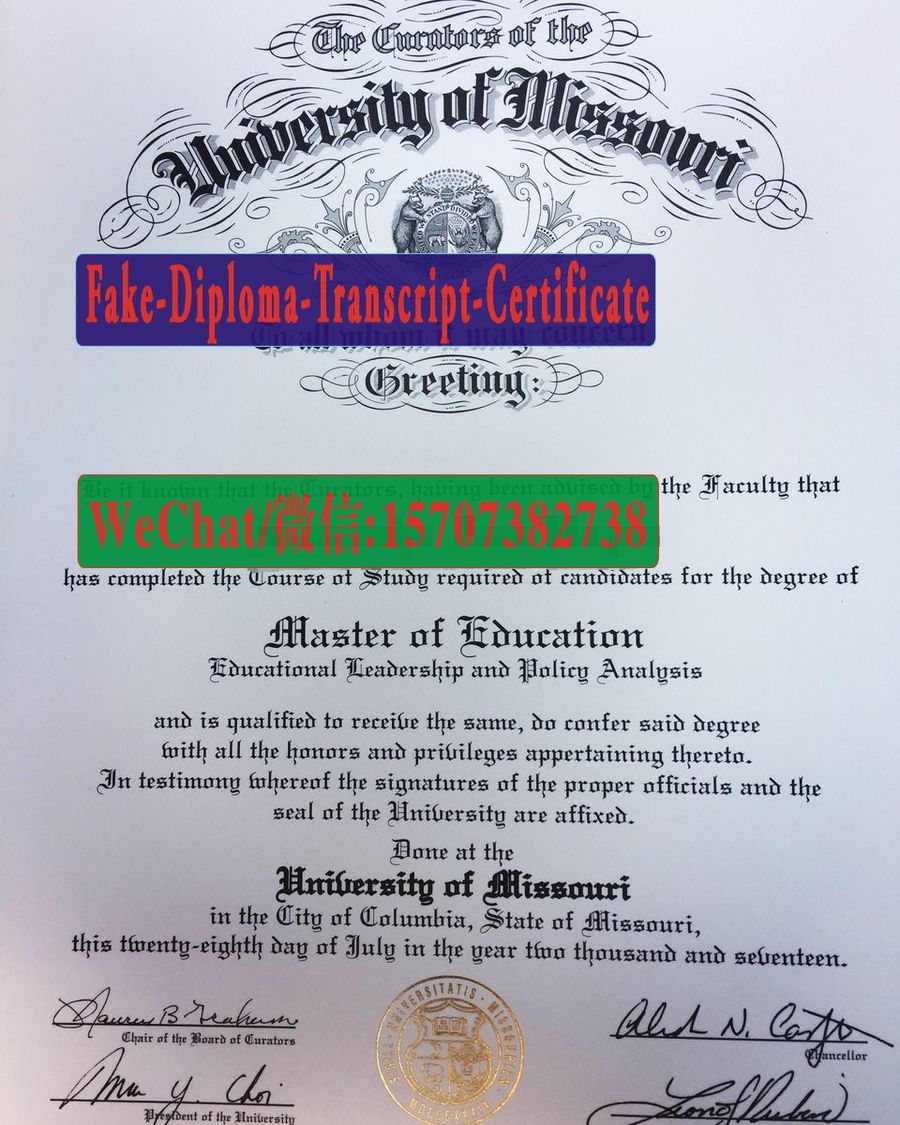 The Curators of the
University of Missouri
Fake-Diploma-Transcript-Certificate
To all whom it may concern
Greeting:
Be it known that the Curators, having been advised by the Faculty that
WeChat/微信:15707382738
has completed the Course of Study required of candidates for the degree of
Master of Education
Educational Leadership and Policy Analysis
and is qualified to receive the same, do confer said degree
with all the honors and privileges appertaining thereto.
In testimony whereof the signatures of the proper officials and the
seal of the University are affixed.
Done at the
University of Missouri
in the City of Columbia, State of Missouri,
this twenty-eighth day of July in the year two thousand and seventeen.
Chair of the Board of Curators
Chancellor
President of the University